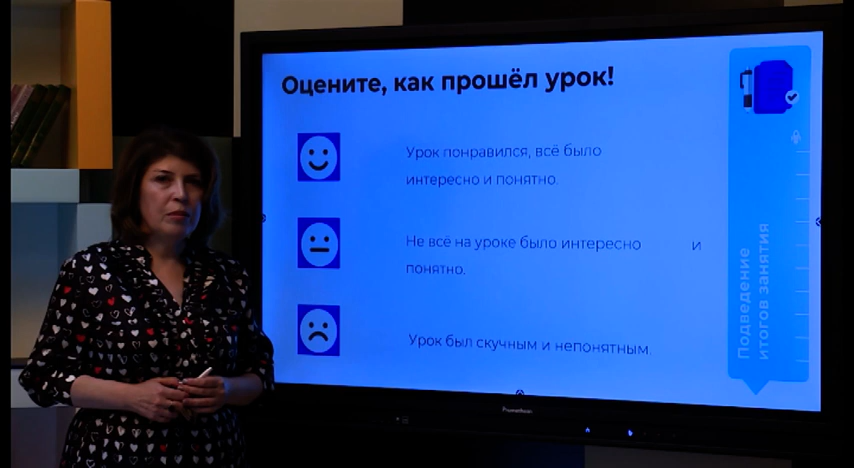 Оцените, как прошёл урок!
Урок понравился, всё было
интересно и понятно.
Не всё на уроке было интересно и
понятно.
Урок был скучным и непонятным.
Подведение
итогов занятия
Promethean